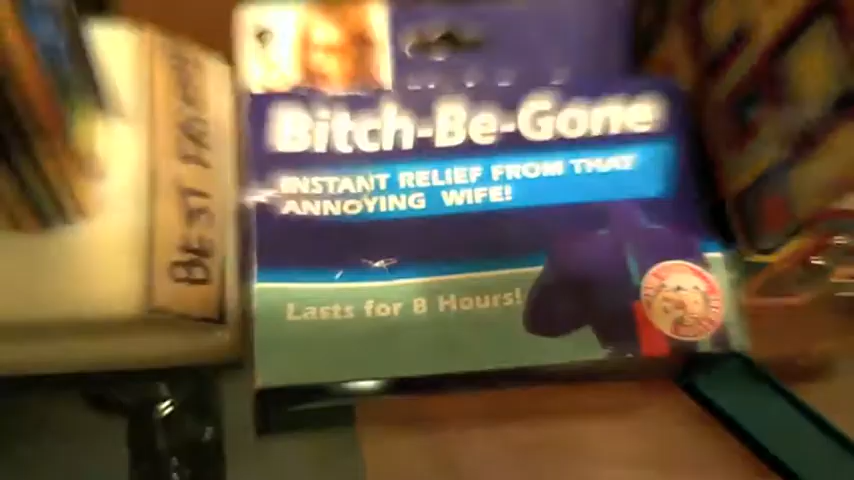 Bitch-Be-Gone
INSTANT RELIEF FROM THAT
ANNOYING WIFE!
Lasts for 8 Hours!
BEST